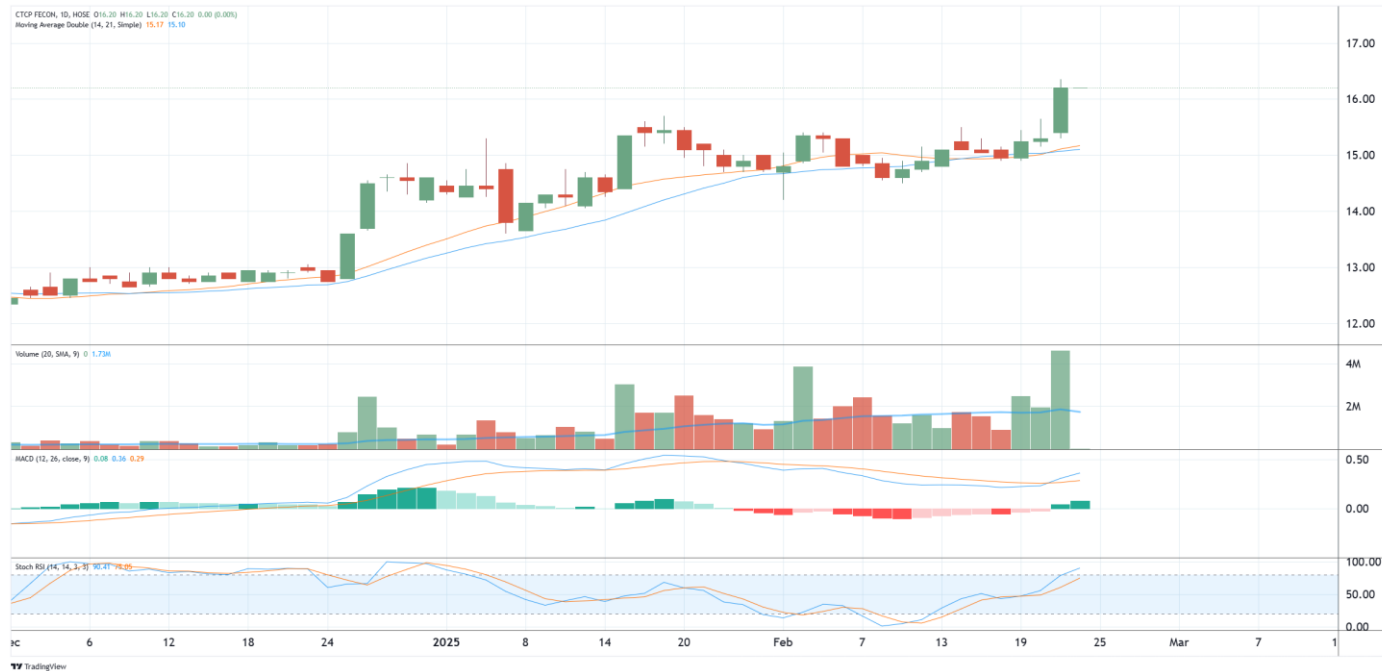 CTCP FECON, 1D, HOSE O16.20 H16.20 L16.20 C16.20 0.00 (0.00%)
Moving Average Double (14, 21, Simple) 15.17 15.10
17.00
16.00
15.00
14.00
13.00
12.00
Volume (20, SMA, 9) 0 1.73M
4M
2M
MACD (12, 26, close, 9) 0.08 0.36 0.29
0.50
0.00
Stoch RSI (14, 14, 3, 3) 90.41
100.00
50.00
0.00
ec 6 12 18 24 2025 8 14 20 Feb 7 13 19 25 Mar 7 1
TradingView